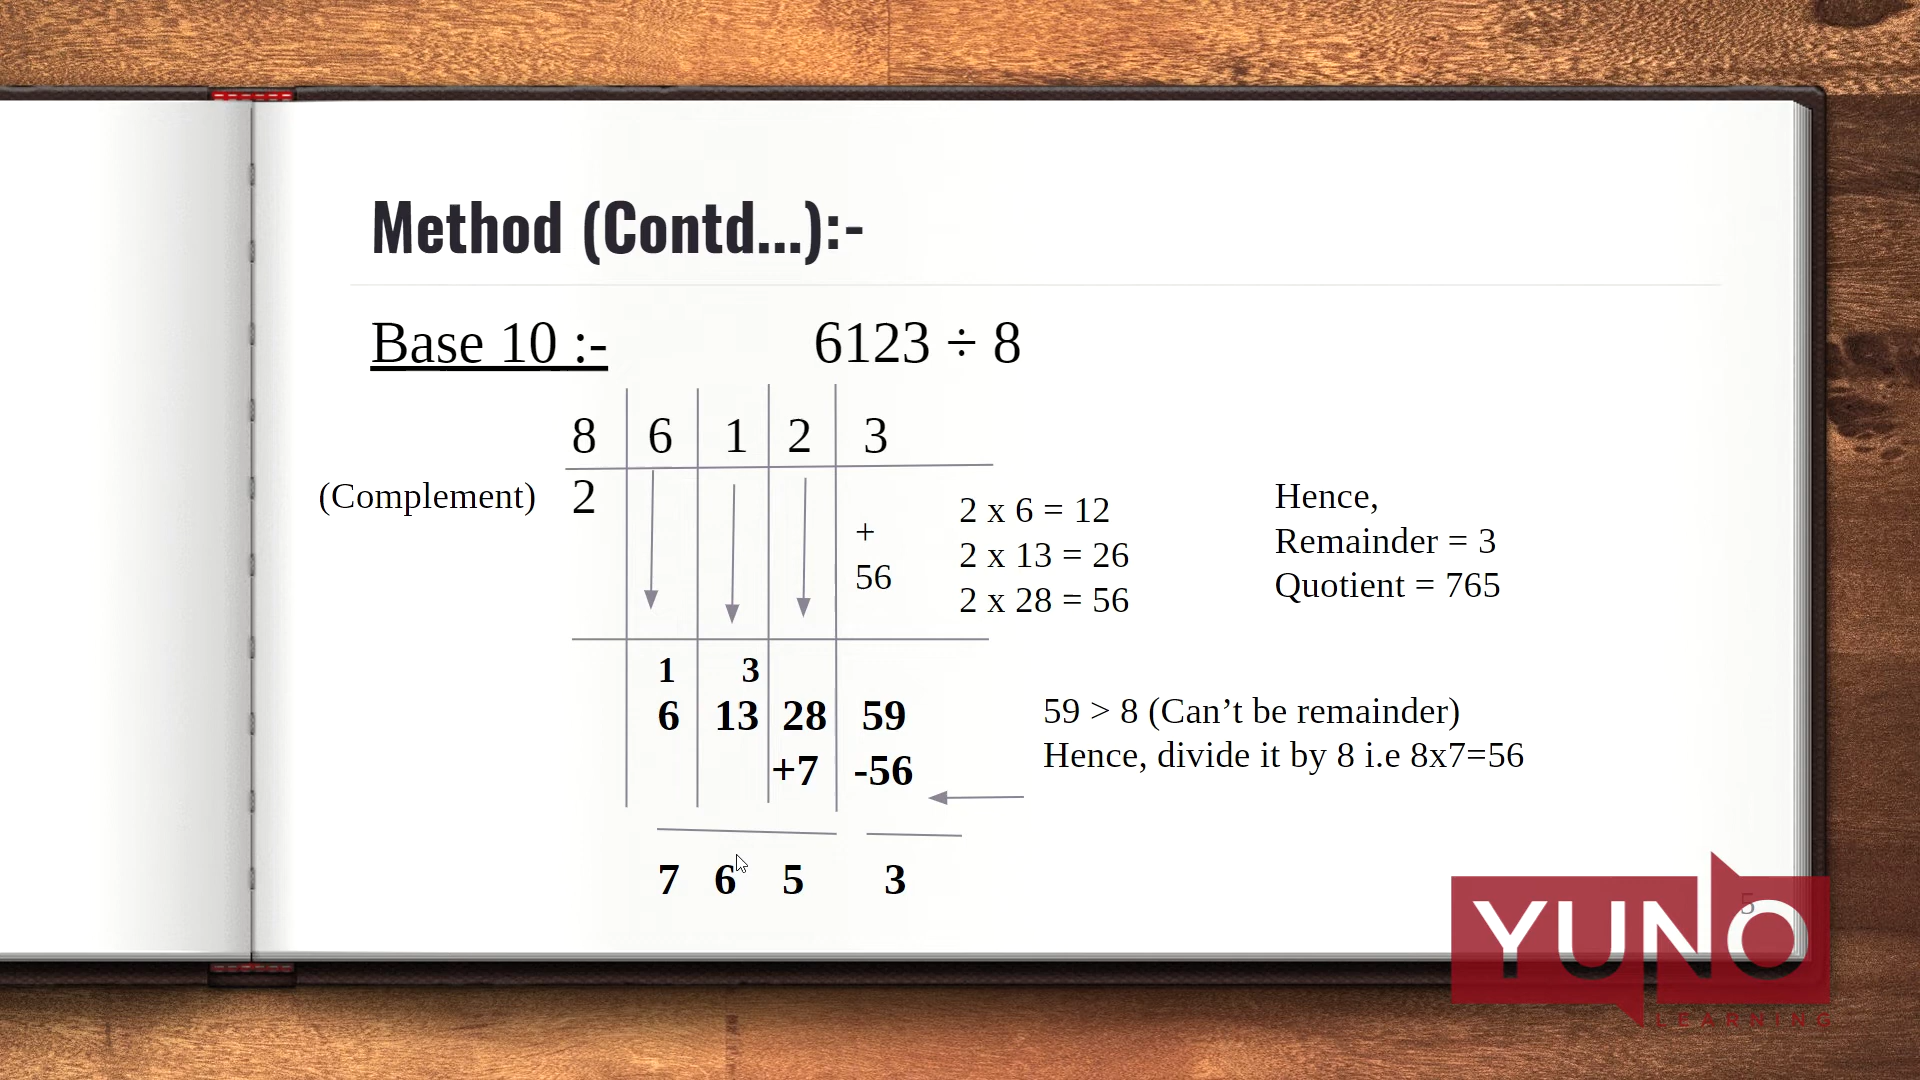 Method (Contd...):-
Base 10 :- 6123 ÷ 8
8 6 1 2 3
(Complement) 2
+
56
2 x 6 = 12
2 x 13 = 26
2 x 28 = 56
Hence,
Remainder = 3
Quotient = 765
1 3
6 13 28 59
+7 -56
59 > 8 (Can’t be remainder)
Hence, divide it by 8 i.e 8x7=56
7 6 5 3
5
YUNO
LEARNING